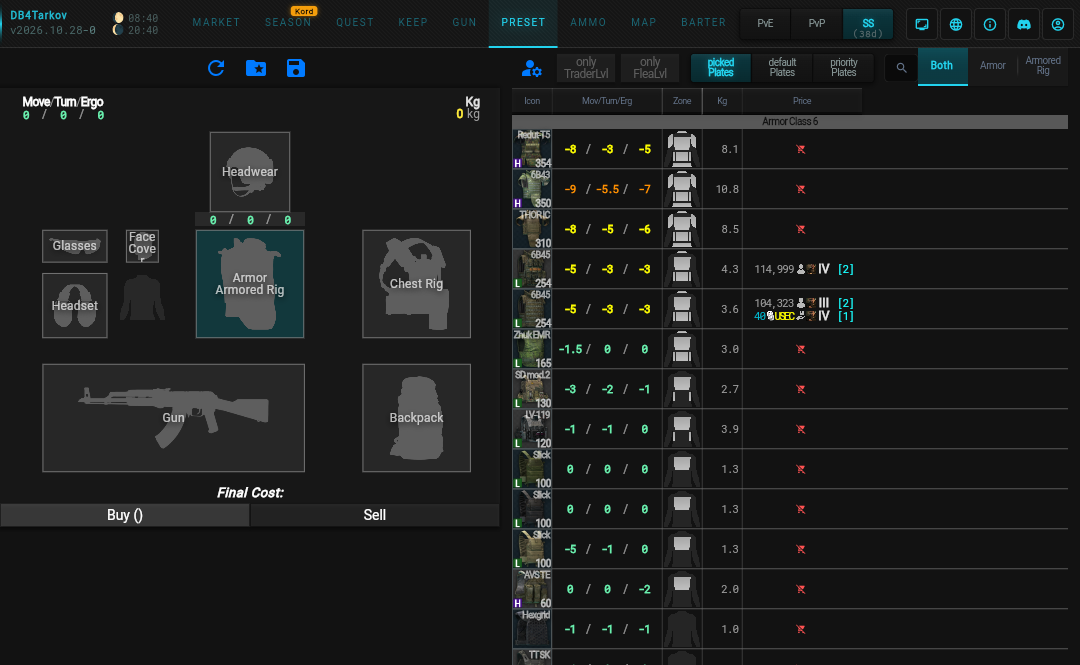 DB4Tarkov
v2026.10.28-0
08:40
20:40
MARKET
SEASON
Kord
QUEST
KEEP
GUN
PRESET
AMMO
MAP
BARTER
PvE
PvP
SS
(38d)
only TraderLvl
only FleaLvl
picked Plates
default Plates
priority Plates
Both
Armor
Armored Rig
Move/Turn/Ergo
0 / 0 / 0
Kg
0 kg
Headwear
0 / 0 / 0
Glasses
Face
Cove
r
Headset
Armor
Armored Rig
Chest Rig
Gun
Backpack
Final Cost:
Buy ()
Sell
Icon
Mov/Turn/Erg
Zone
Kg
Price
Armor Class 6
Redut-T5
H 354
-8 / -3 / -5
8.1
6B43
H 350
-9 / -5.5 / -7
10.8
THORIC
310
-8 / -5 / -6
8.5
6B45
L 254
-5 / -3 / -3
4.3
114,999 IV [2]
6B45
L 254
-5 / -3 / -3
3.6
104,323 III [2]
40 USEC IV [1]
Zhuk EMR
L 165
-1.5 / 0 / 0
3.0
SD mod.2
L 130
-3 / -2 / -1
2.7
LV-119
L 120
-1 / -1 / 0
3.9
Slick
L 100
0 / 0 / 0
1.3
Slick
L 100
0 / 0 / 0
1.3
Slick
L 100
-5 / -1 / 0
1.3
AVSTE
H 60
0 / 0 / -2
2.0
Hexgrid
-1 / -1 / -1
1.0
TT SK